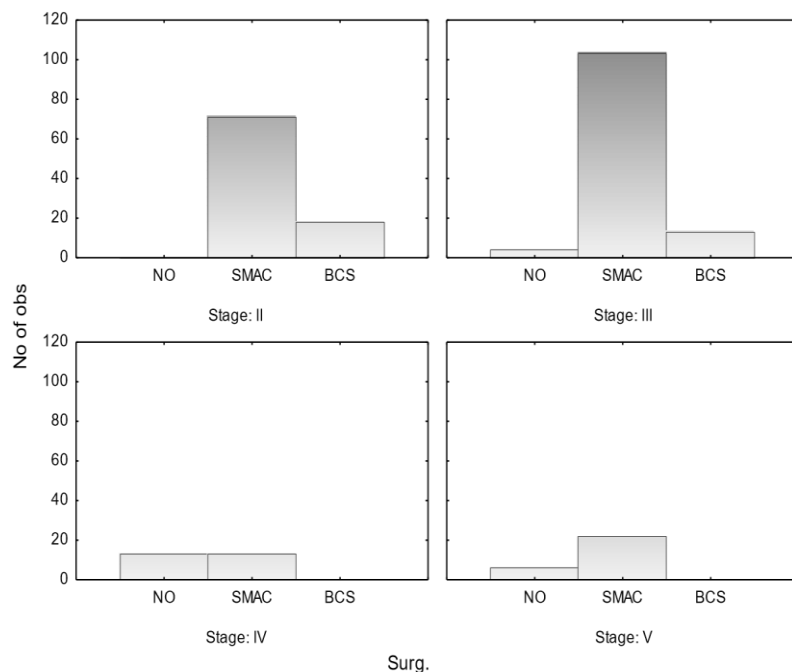 No of obs
120
100
80
60
40
20
0
NO SMAC BCS
Stage: II
NO SMAC BCS
Stage: III
120
100
80
60
40
20
0
NO SMAC BCS
Stage: IV
NO SMAC BCS
Stage: V
Surg.